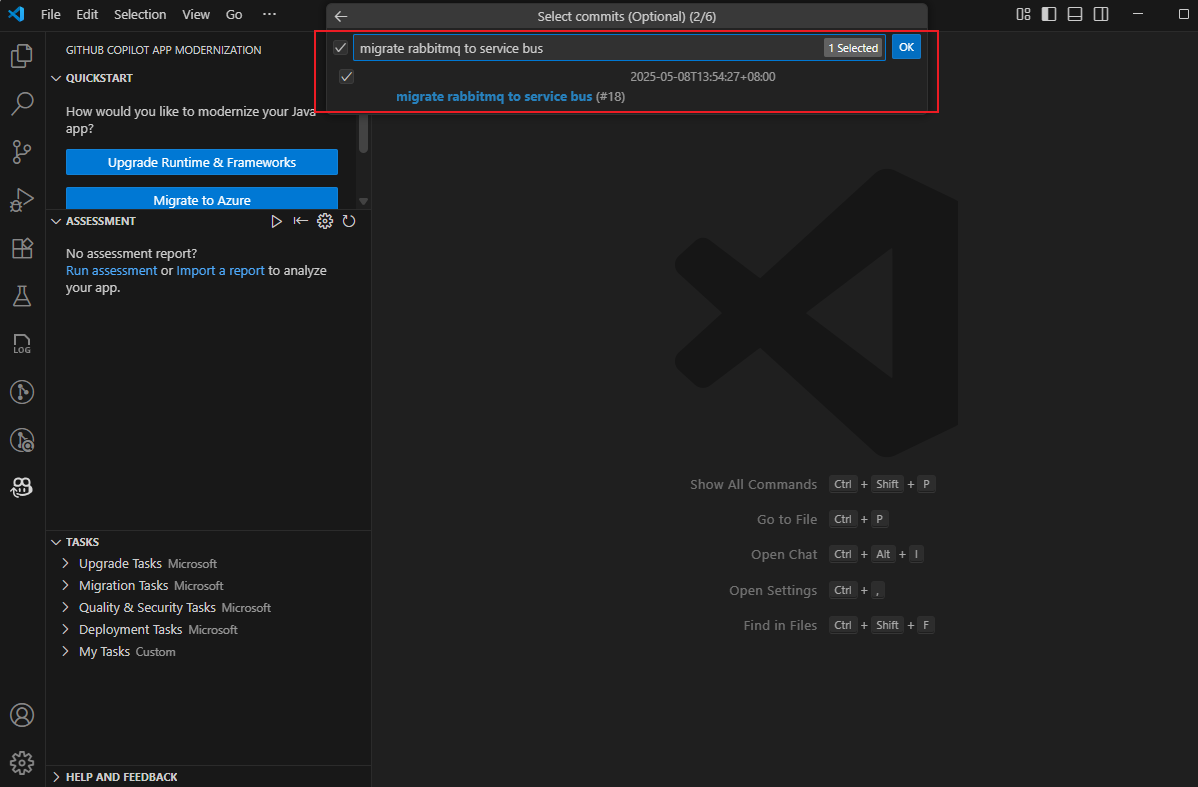 File Edit Selection View Go ···
Select commits (Optional) (2/6)
migrate rabbitmq to service bus 1 Selected OK
2025-05-08T13:54:27+08:00
migrate rabbitmq to service bus (#18)
GITHUB COPILOT APP MODERNIZATION
QUICKSTART
How would you like to modernize your Java
app?
Upgrade Runtime & Frameworks
Migrate to Azure
ASSESSMENT
No assessment report?
Run assessment or Import a report to analyze
your app.
LOG
TASKS
Upgrade Tasks Microsoft
Migration Tasks Microsoft
Quality & Security Tasks Microsoft
Deployment Tasks Microsoft
My Tasks Custom
HELP AND FEEDBACK
Show All Commands Ctrl + Shift + P
Go to File Ctrl + P
Open Chat Ctrl + Alt + I
Open Settings Ctrl + ,
Find in Files Ctrl + Shift + F